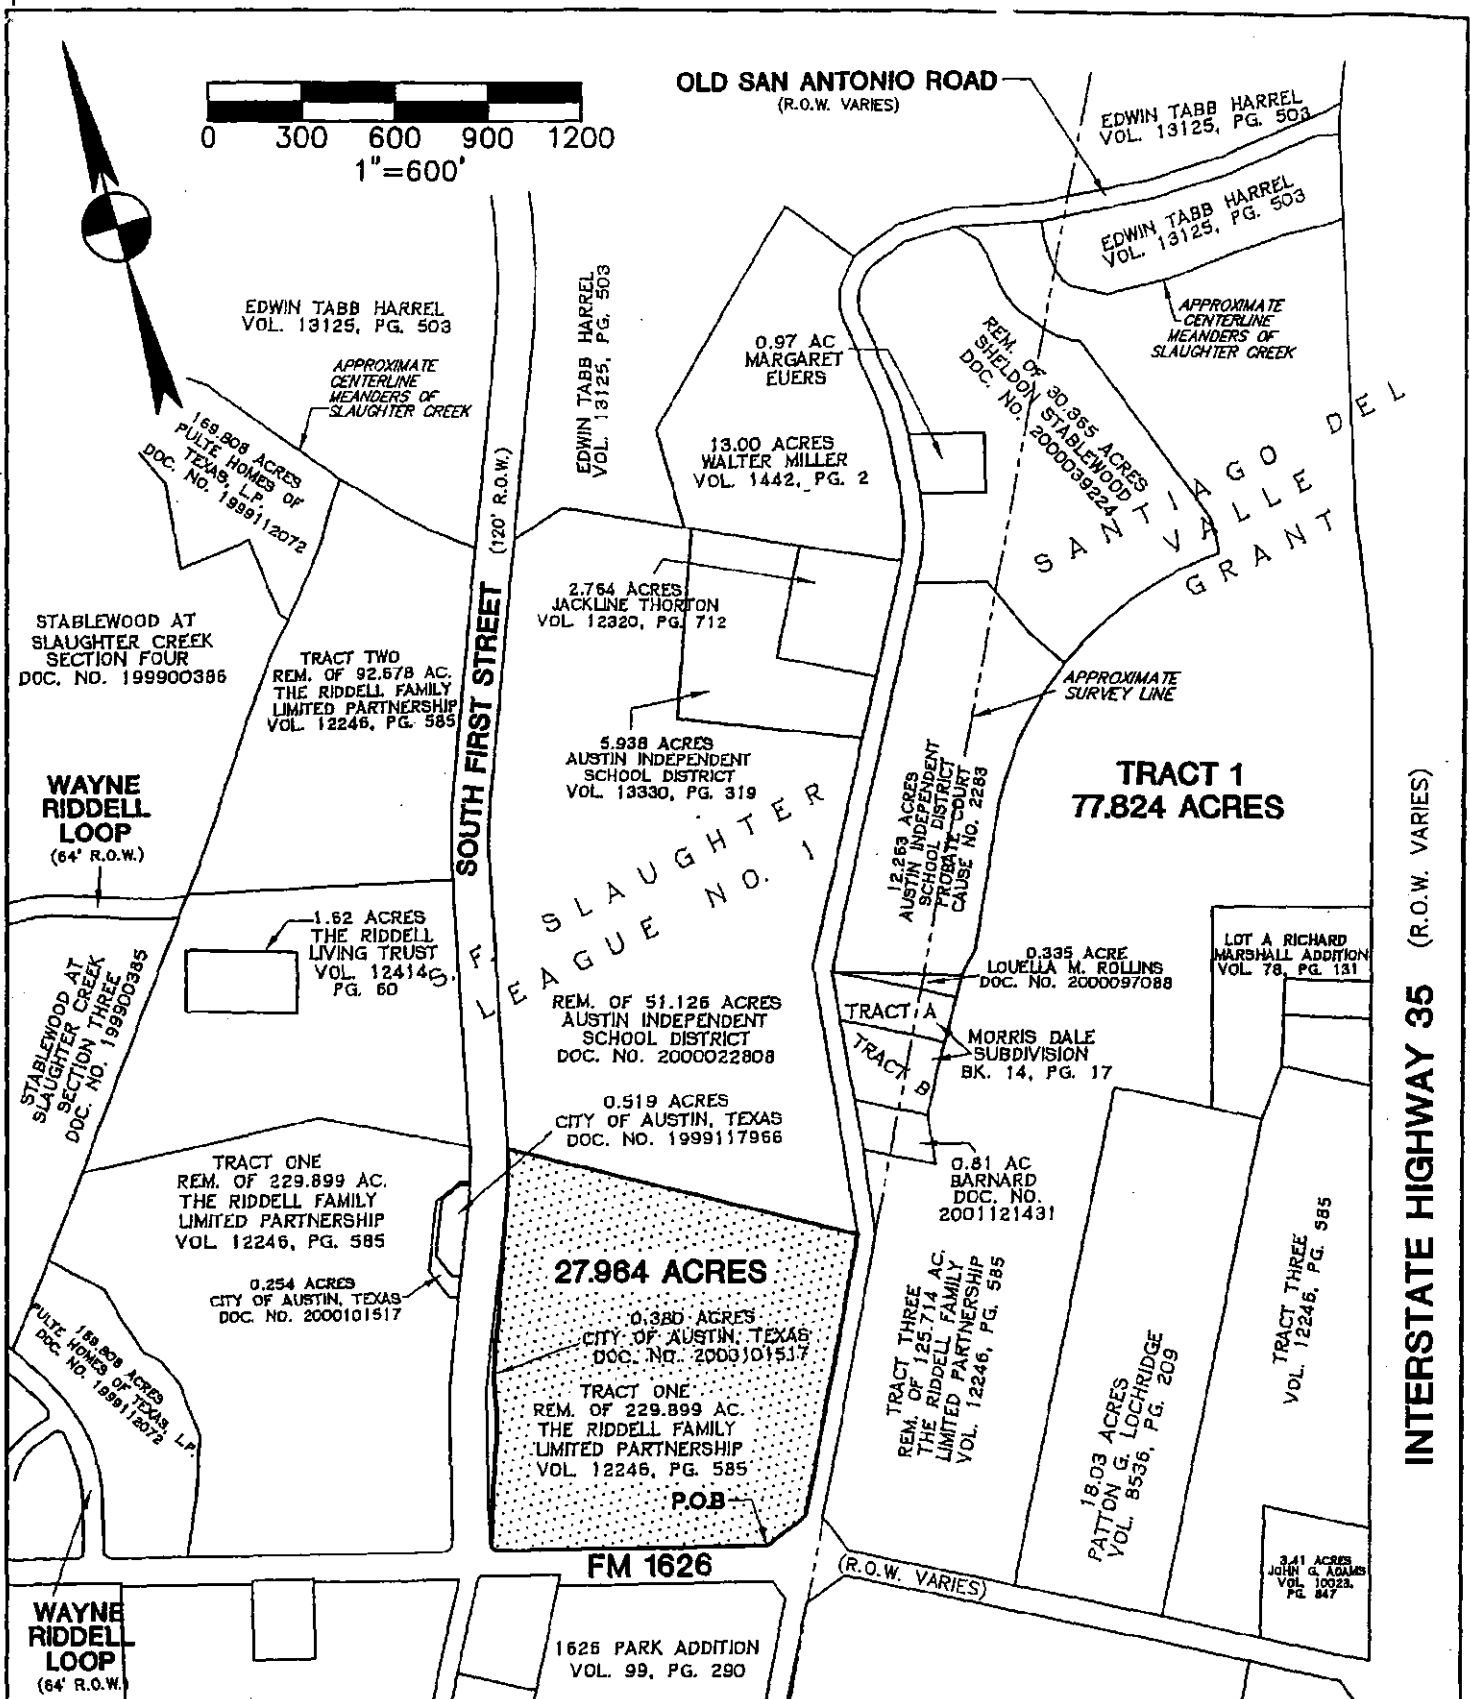 OLD SAN ANTONIO ROAD
(R.O.W. VARIES)
0 300 600 900 1200
1"=600'
EDWIN TABB HARREL
VOL. 13125, PG. 503
EDWIN TABB HARREL
VOL. 13125, PG. 503
EDWIN TABB HARREL
VOL. 13125, PG. 503
EDWIN TABB HARREL
VOL. 13125, PG. 503
APPROXIMATE
CENTERLINE
MEANDERS OF
SLAUGHTER CREEK
APPROXIMATE
CENTERLINE
MEANDERS OF
SLAUGHTER CREEK
0.97 AC
MARGARET
EUERS
REM. OF 30.365 ACRES
SHELDON STABLEWOOD
DOC. NO. 2000039224
169.808 ACRES
PULTE HOMES OF
TEXAS, L.P.
DOC. NO. 1999112072
13.00 ACRES
WALTER MILLER
VOL. 1442, PG. 2
SANTIAGO DEL
VALLE
GRANT
(120' R.O.W.)
SOUTH FIRST STREET
2.764 ACRES
JACKLINE THORTON
VOL. 12320, PG. 712
STABLEWOOD AT
SLAUGHTER CREEK
SECTION FOUR
DOC. NO. 199900386
TRACT TWO
REM. OF 92.678 AC.
THE RIDDELL FAMILY
LIMITED PARTNERSHIP
VOL. 12246, PG. 585
APPROXIMATE
SURVEY LINE
5.938 ACRES
AUSTIN INDEPENDENT
SCHOOL DISTRICT
VOL. 13330, PG. 319
12.263 ACRES
AUSTIN INDEPENDENT
SCHOOL DISTRICT
PROBATE COURT
CAUSE NO. 2283
TRACT 1
77.824 ACRES
WAYNE
RIDDELL
LOOP
(64' R.O.W.)
S. F. SLAUGHTER
LEAGUE NO. 1
INTERSTATE HIGHWAY 35 (R.O.W. VARIES)
1.62 ACRES
THE RIDDELL
LIVING TRUST
VOL. 12414,
PG. 60
STABLEWOOD AT
SLAUGHTER CREEK
SECTION THREE
DOC. NO. 199900385
LOT A RICHARD
MARSHALL ADDITION
VOL. 78, PG. 131
0.335 ACRE
LOUELLA M. ROLLINS
DOC. NO. 2000097088
REM. OF 51.126 ACRES
AUSTIN INDEPENDENT
SCHOOL DISTRICT
DOC. NO. 2000022808
TRACT A
TRACT B
MORRIS DALE
SUBDIVISION
BK. 14, PG. 17
0.519 ACRES
CITY OF AUSTIN, TEXAS
DOC. NO. 1999117966
TRACT ONE
REM. OF 229.899 AC.
THE RIDDELL FAMILY
LIMITED PARTNERSHIP
VOL. 12246, PG. 585
0.81 AC
BARNARD
DOC. NO.
2001121431
27.964 ACRES
0.254 ACRES
CITY OF AUSTIN, TEXAS
DOC. NO. 2000101517
0.380 ACRES
CITY OF AUSTIN, TEXAS
DOC. NO. 2000101517
TRACT ONE
REM. OF 229.899 AC.
THE RIDDELL FAMILY
LIMITED PARTNERSHIP
VOL. 12246, PG. 585
TRACT THREE
REM. OF 125.714 AC.
THE RIDDELL FAMILY
LIMITED PARTNERSHIP
VOL. 12246, PG. 585
TRACT THREE
VOL. 12246, PG. 585
169.808 ACRES
PULTE HOMES OF TEXAS, L.P.
DOC. NO. 1999112072
18.03 ACRES
PATTON G. LOCHRIDGE
VOL. 8536, PG. 209
P.O.B
FM 1626
(R.O.W. VARIES)
3.41 ACRES
JOHN G. ADAMS
VOL. 10023,
PG. 847
WAYNE
RIDDELL
LOOP
(64' R.O.W.)
1626 PARK ADDITION
VOL. 99, PG. 290